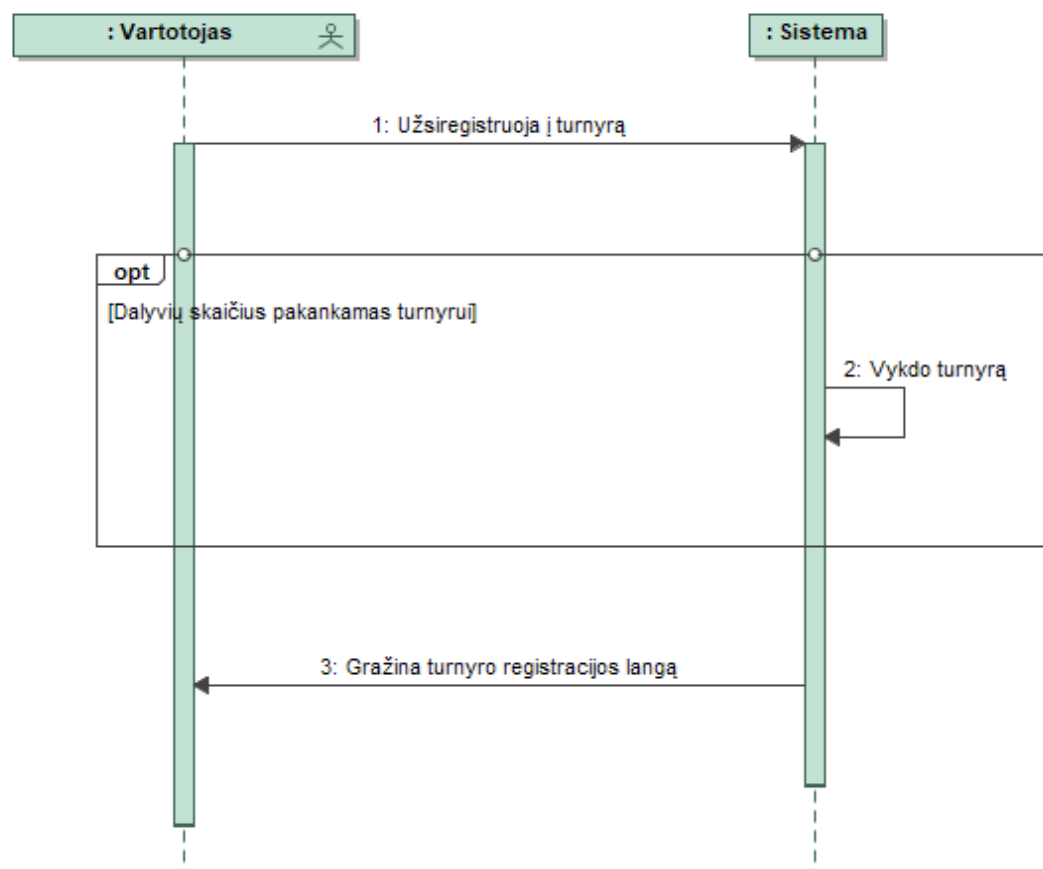 : Vartotojas
: Sistema
1: Užsiregistruoja į turnyrą
opt
[Dalyvių skaičius pakankamas turnyrui]
2: Vykdo turnyrą
3: Gražina turnyro registracijos langą